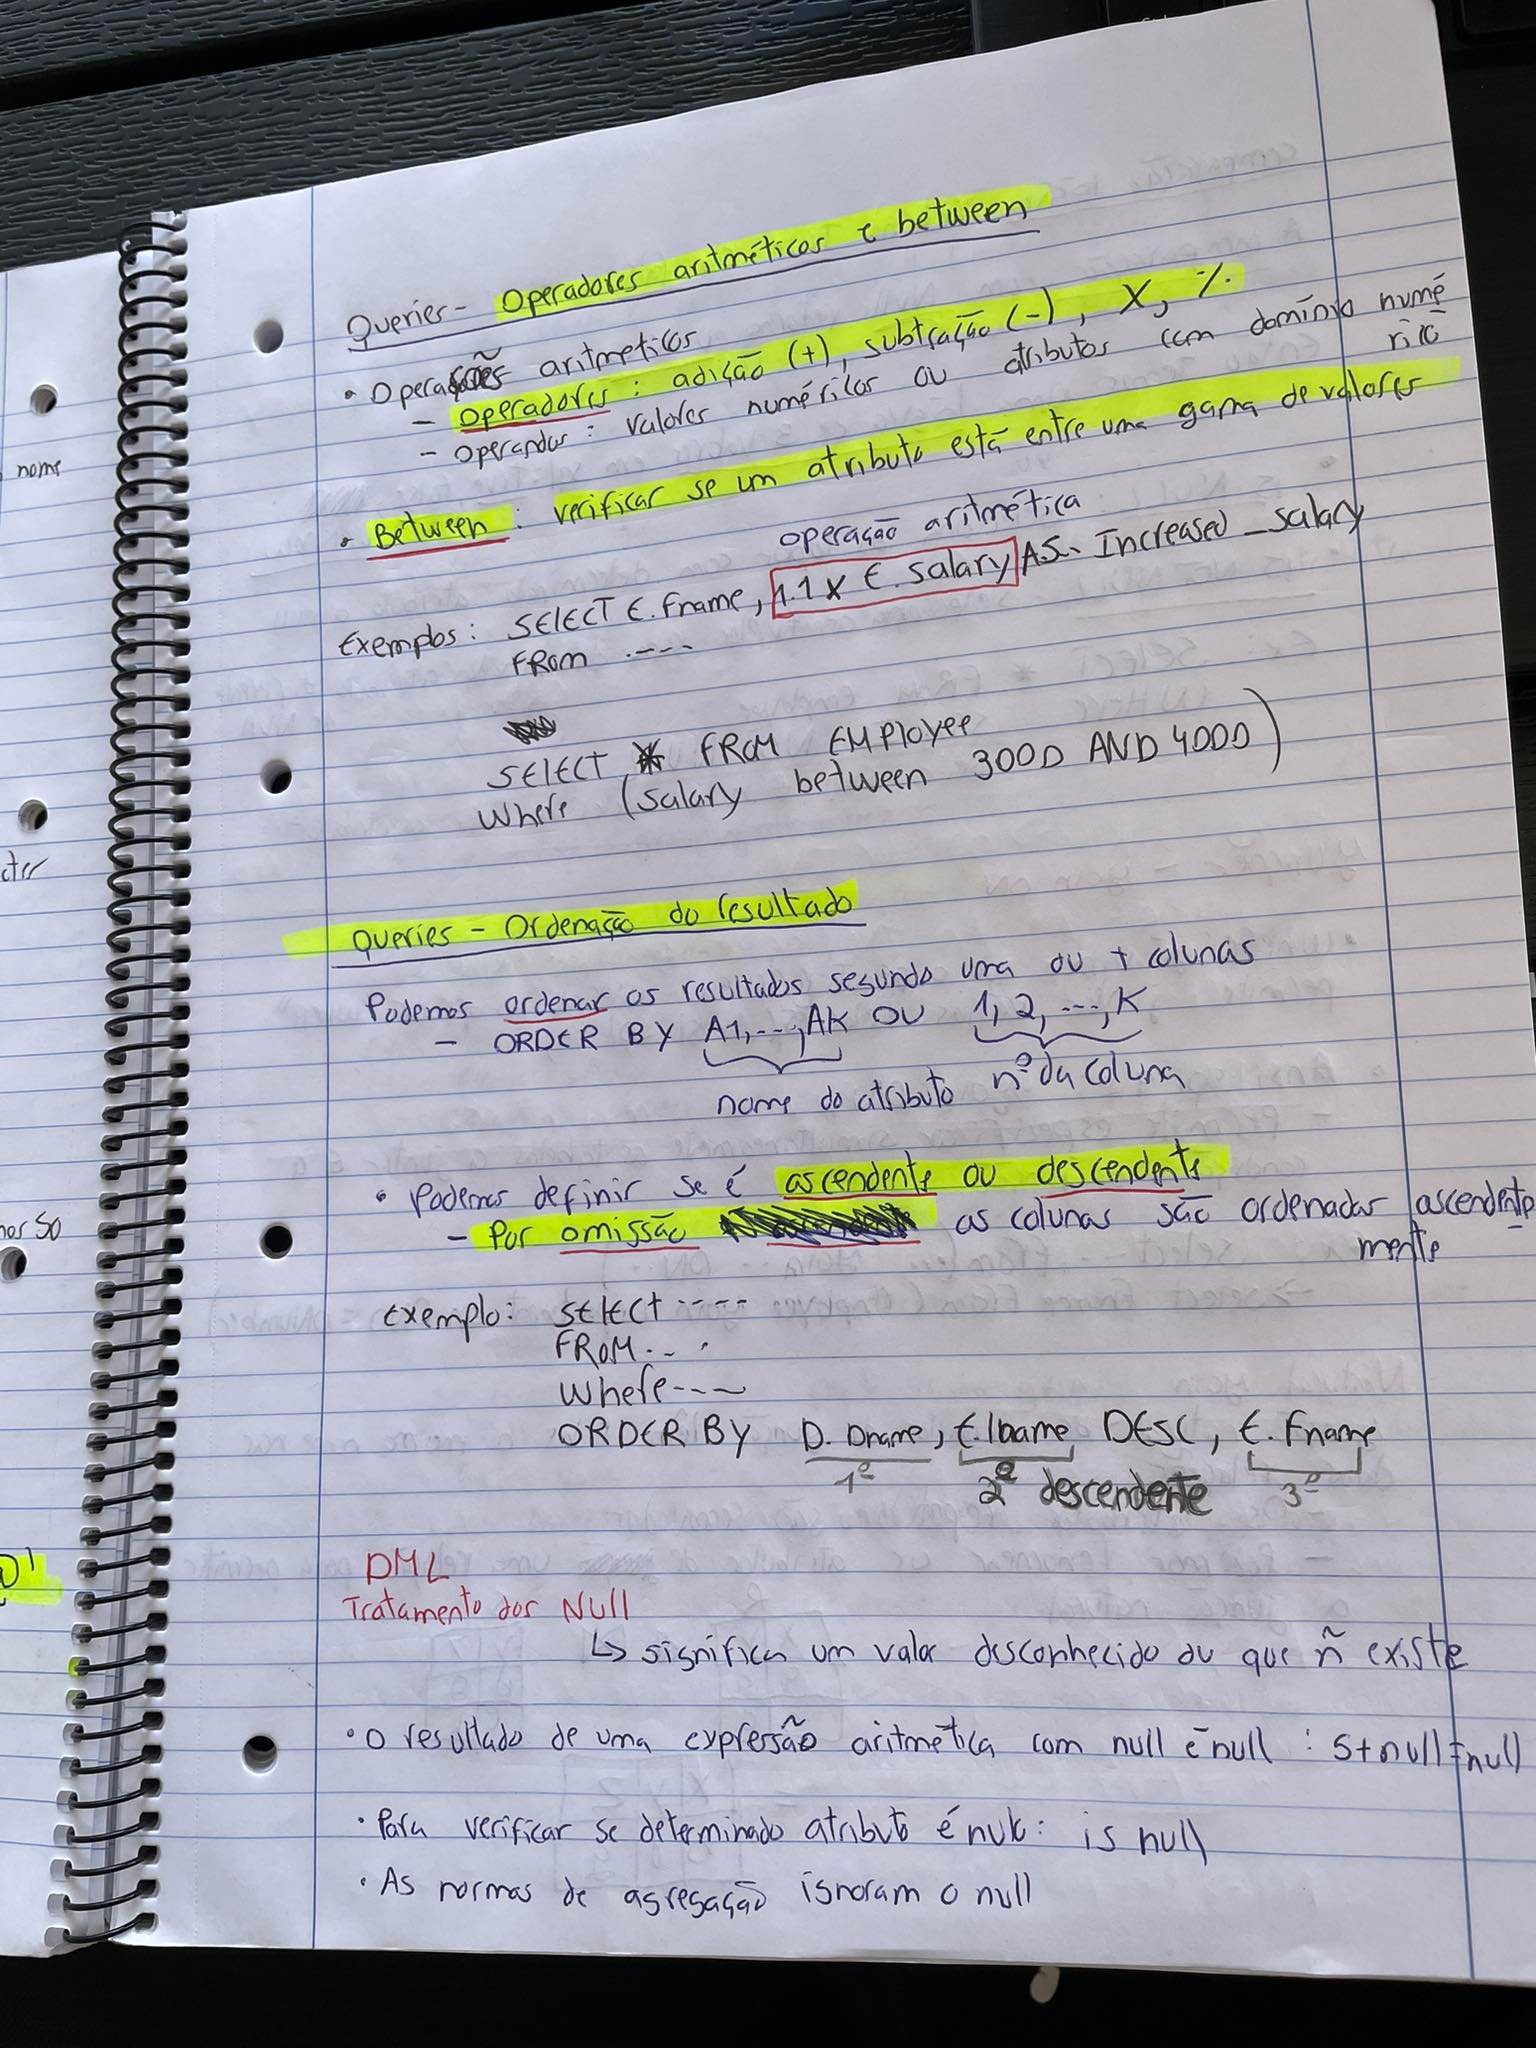 Queries - Operadores aritméticos e between
• Operações aritmeticas
- operadores : adição (+), subtração (-), X, %
- operandos : valores numéricos ou atributos com domínio numé
rico
• Between : verificar se um atributo está entre uma gama de valores
operação aritmética
Exemplos: SELECT E.Fname, 1.1 x E.salary AS Increased_salary
FROM ----
SELECT * FROM EMPloyee
Where (salary between 3000 AND 4000)
Queries - Ordenação do resultado
Podemos ordenar os resultados segundo uma ou + colunas
- ORDER BY A1,...,AK OU 1, 2, ..., K
nome do atributo nº da coluna
• Podemos definir se é ascendente ou descendente
- Por omissão as colunas são ordenadas ascendente
mente
exemplo: SELECT ----
FROM...
Where----
ORDER BY D. Dname, E.lname DESC, E.Fname
1º 2º descendente 3º
DML
Tratamento dos Null
↳ significa um valor desconhecido ou que ñ existe
• O resultado de uma expressão aritmética com null é null : 5+null=null
• Para verificar se determinado atributo é null: is null
• As normas de agregação ignoram o null
nome
cter
nor 50